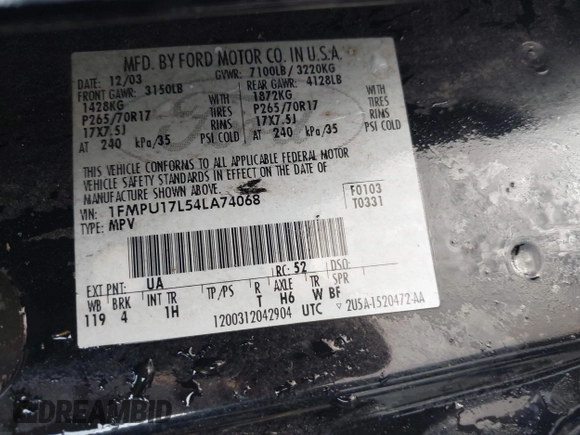 MFD. BY FORD MOTOR CO. IN U.S.A.
DATE: 12/03 GVWR: 7100LB/ 3220KG
FRONT GAWR: 3150LB REAR GAWR: 4128LB
1428KG WITH 1872KG WITH
P265/70R17 TIRES P265/70R17 TIRES
17X7.5J RIMS 17X7.5J RIMS
AT 240 kPa/35 PSI COLD AT 240 kPa/35 PSI COLD
THIS VEHICLE CONFORMS TO ALL APPLICABLE FEDERAL MOTOR
VEHICLE SAFETY STANDARDS IN EFFECT ON THE DATE OF
MANUFACTURE SHOWN ABOVE.
VIN: 1FMPU17L54LA74068 F0103
TYPE: MPV T0331
EXT PNT: UA RC: 52 DSO:
WB BRK INT TR TP/PS R AXLE TR SPR
119 4 1H T H6 W BF
1200312042904 UTC ▽ 2U5A-1520472-AA
DREAMBID